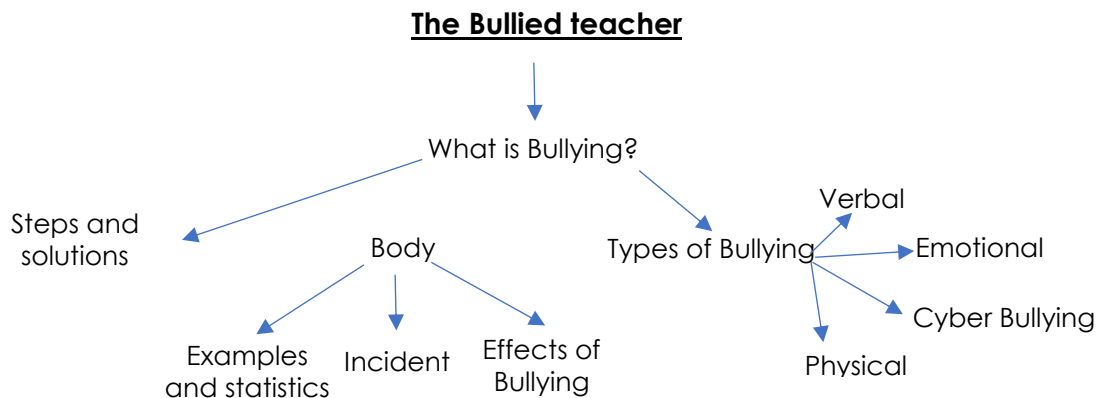 The Bullied teacher
What is Bullying?
Steps and
solutions
Body
Examples
and statistics
Incident
Effects of
Bullying
Types of Bullying
Verbal
Emotional
Cyber Bullying
Physical